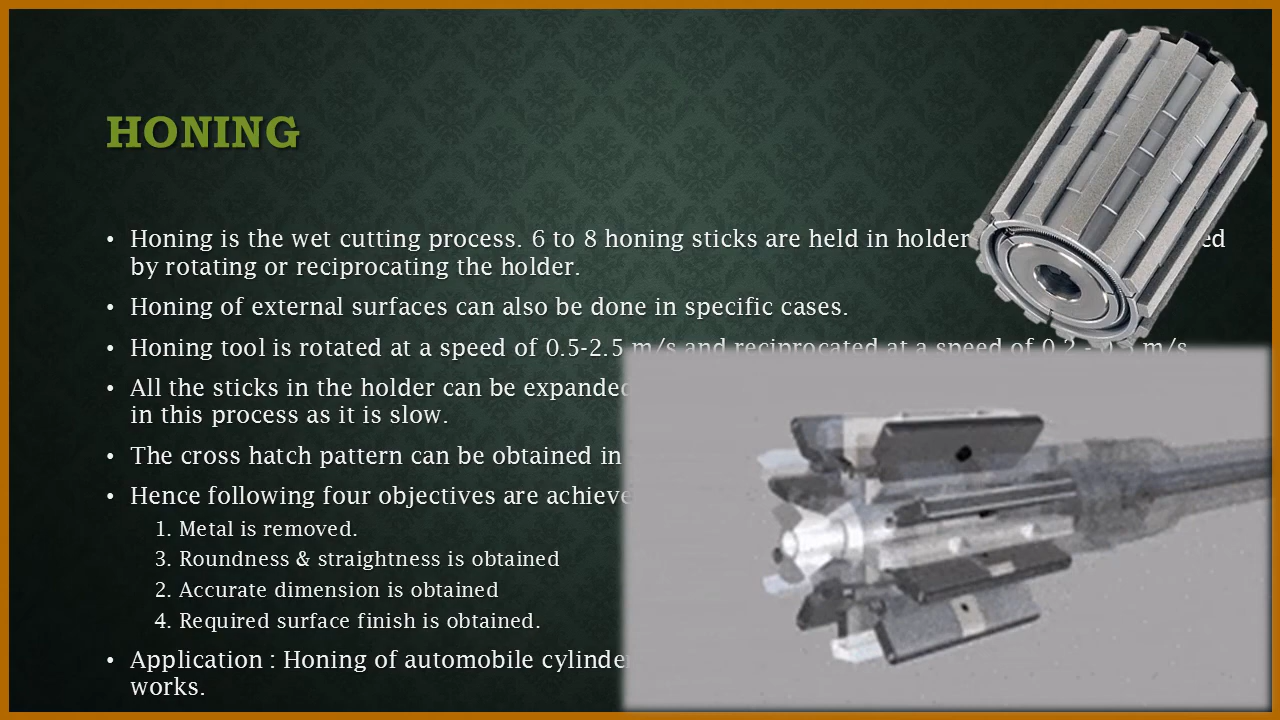 HONING
• Honing is the wet cutting process. 6 to 8 honing sticks are held in holder
by rotating or reciprocating the holder.
• Honing of external surfaces can also be done in specific cases.
• Honing tool is rotated at a speed of 0.5-2.5 m/s and reciprocated at a speed of 0.2 - 0.5 m/s
• All the sticks in the holder can be expanded
in this process as it is slow.
• The cross hatch pattern can be obtained in
• Hence following four objectives are achieve
1. Metal is removed.
3. Roundness & straightness is obtained
2. Accurate dimension is obtained
4. Required surface finish is obtained.
• Application : Honing of automobile cylinder
works.